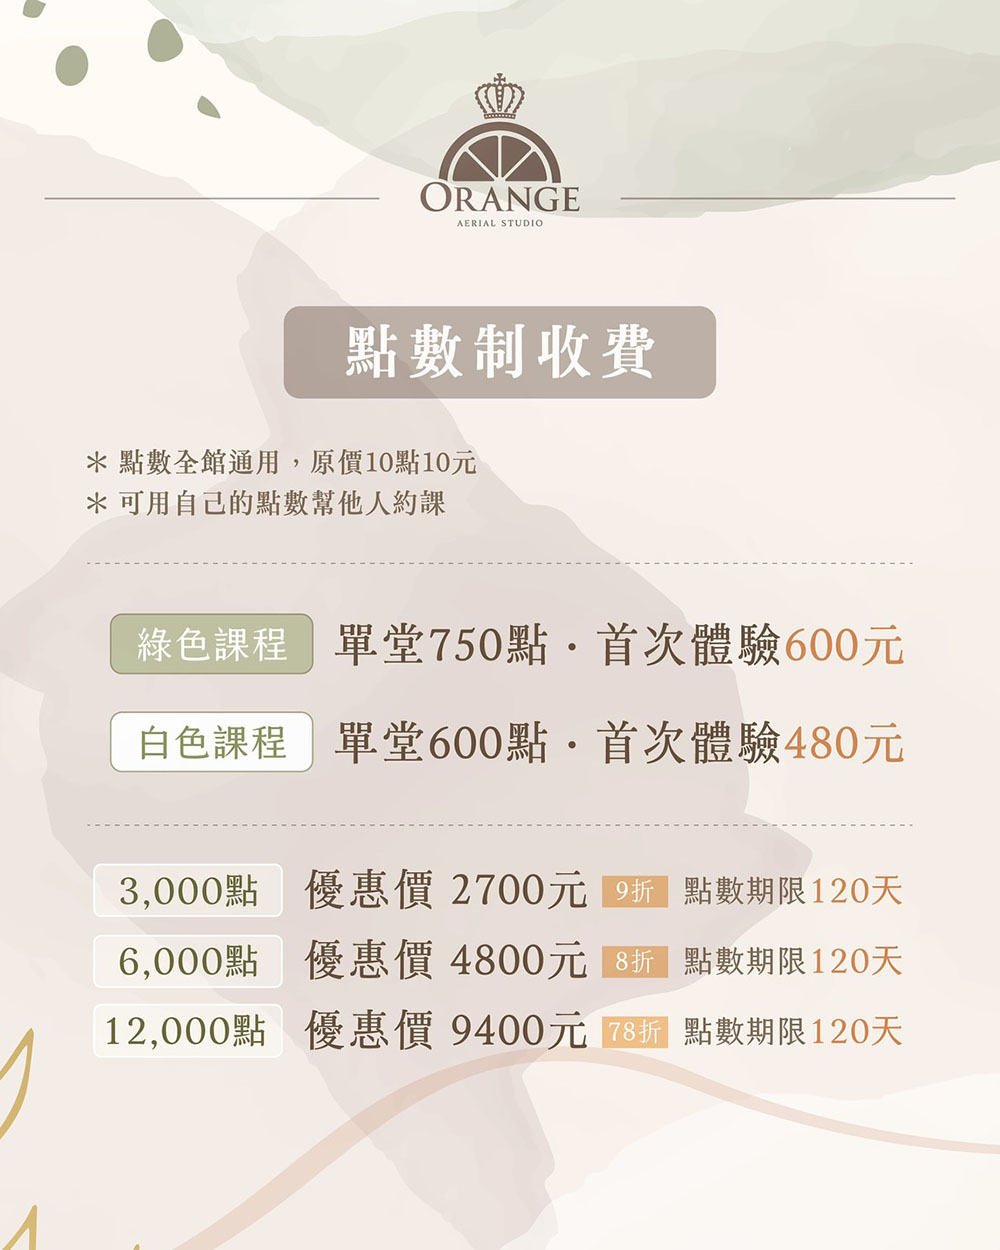 ORANGE
AERIAL STUDIO
點數制收費
＊ 點數全館通用，原價10點10元
＊ 可用自己的點數幫他人約課
綠色課程 單堂750點·首次體驗600元
白色課程 單堂600點·首次體驗480元
3,000點 優惠價 2700元 9折 點數期限120天
6,000點 優惠價 4800元 8折 點數期限120天
12,000點 優惠價 9400元 78折 點數期限120天